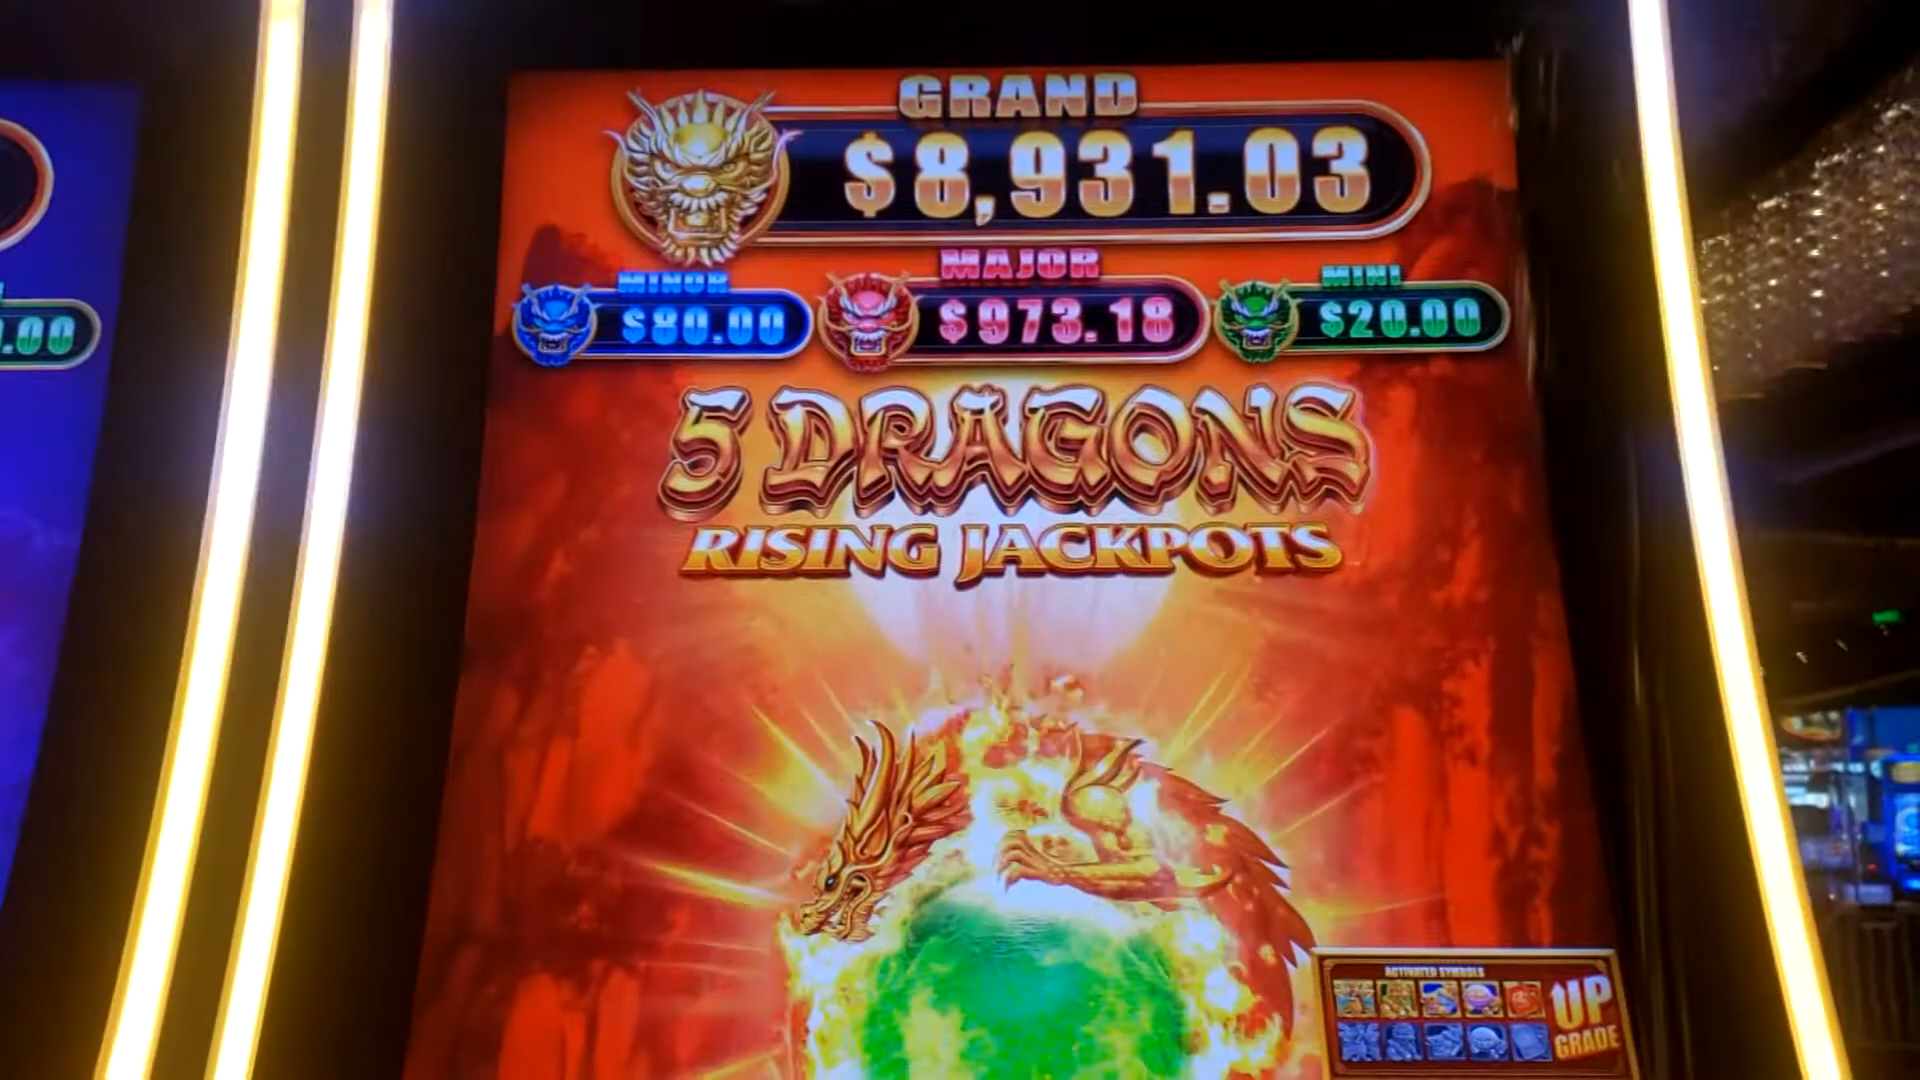 GRAND
$8,931.03
MINOR
$80.00
MAJOR
$973.18
MINI
$20.00
.00
5 DRAGONS
RISING JACKPOTS
ACTIVATED SYMBOLS
UP
GRADE